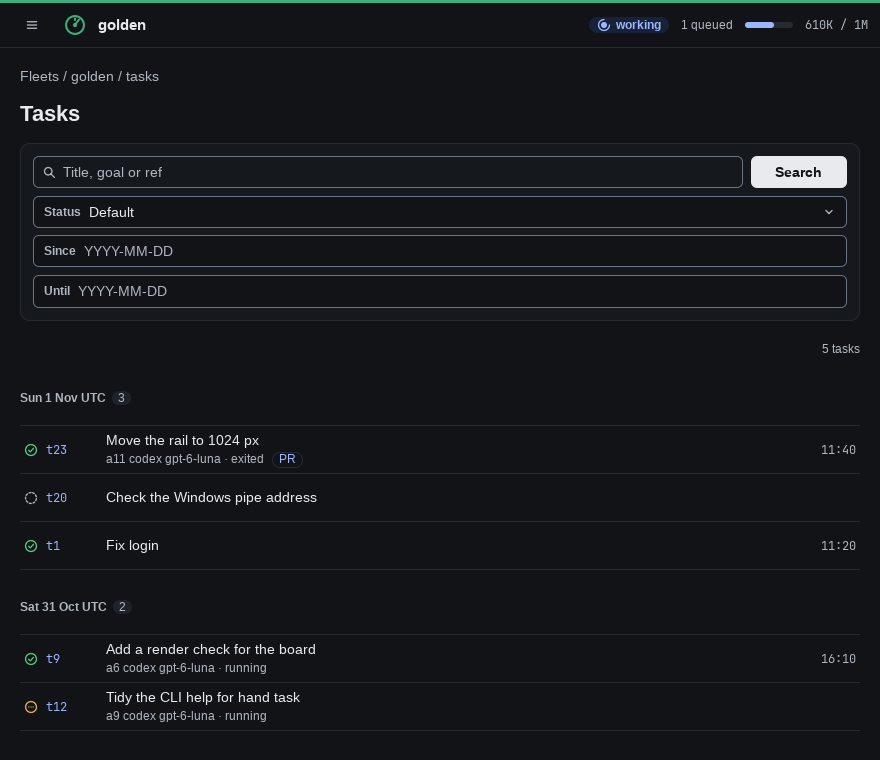 golden
working 1 queued 610K / 1M
Fleets / golden / tasks
Tasks
Title, goal or ref Search
Status Default
Since YYYY-MM-DD
Until YYYY-MM-DD
5 tasks
Sun 1 Nov UTC 3
t23 Move the rail to 1024 px 11:40
a11 codex gpt-6-luna · exited PR
t20 Check the Windows pipe address
t1 Fix login 11:20
Sat 31 Oct UTC 2
t9 Add a render check for the board 16:10
a6 codex gpt-6-luna · running
t12 Tidy the CLI help for hand task
a9 codex gpt-6-luna · running